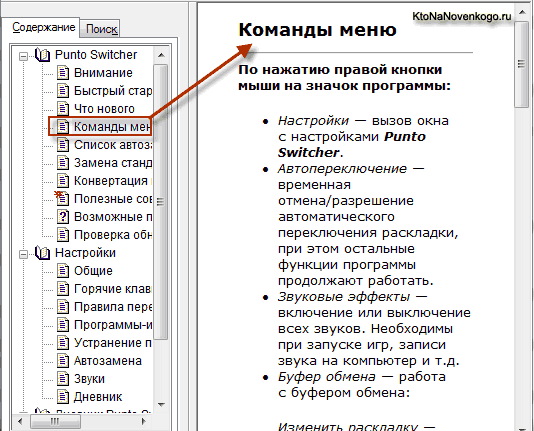 KtoNaNovenkogo.ru
Содержание Поиск
Punto Switcher
Внимание
Быстрый стар
Что нового
Команды мен
Список автоза
Замена станд
Конвертация
Полезные сов
Возможные п
Проверка обн
Настройки
Общие
Горячие клав
Правила пере
Программы-и
Устранение п
Автозамена
Звуки
Дневник
Команды меню
По нажатию правой кнопки
мыши на значок программы:
Настройки — вызов окна
с настройками Punto
Switcher.
Автопереключение —
временная
отмена/разрешение
автоматического
переключения раскладки,
при этом остальные
функции программы
продолжают работать.
Звуковые эффекты —
включение или выключение
всех звуков. Необходимы
при запуске игр, записи
звука на компьютер и т.д.
Буфер обмена — работа
с буфером обмена:
Изменить раскладку —